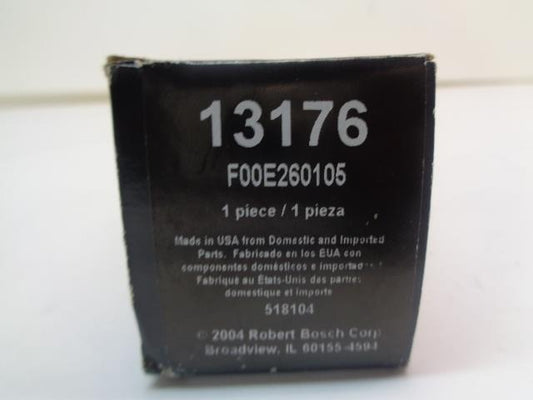 13176
F00E260105
1 piece / 1 pieza
Made in USA from Domestic and Imported
Parts. Fabricado en los EUA con
componentes domésticos e importados
Fabriqué au États-Unis des parties
domestique et importe
518104
© 2004 Robert Bosch Corp
Broadview, IL 60155-4594